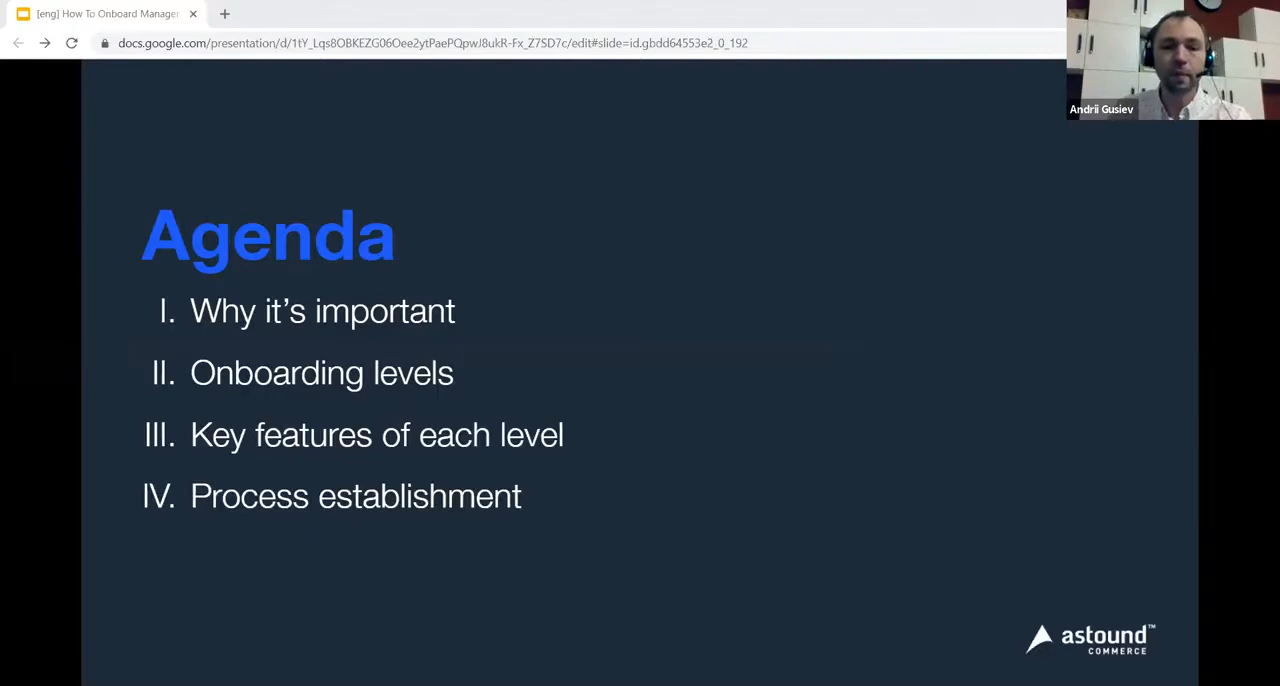 [eng] How To Onboard Manager
docs.google.com/presentation/d/1tY_Lqs8OBKEZG06Oee2ytPaePQpwJ8ukR-Fx_Z7SD7c/edit#slide=id.gbdd64553e2_0_192
Andrii Gusiev
Agenda
I. Why it’s important
II. Onboarding levels
III. Key features of each level
IV. Process establishment
astound™
COMMERCE